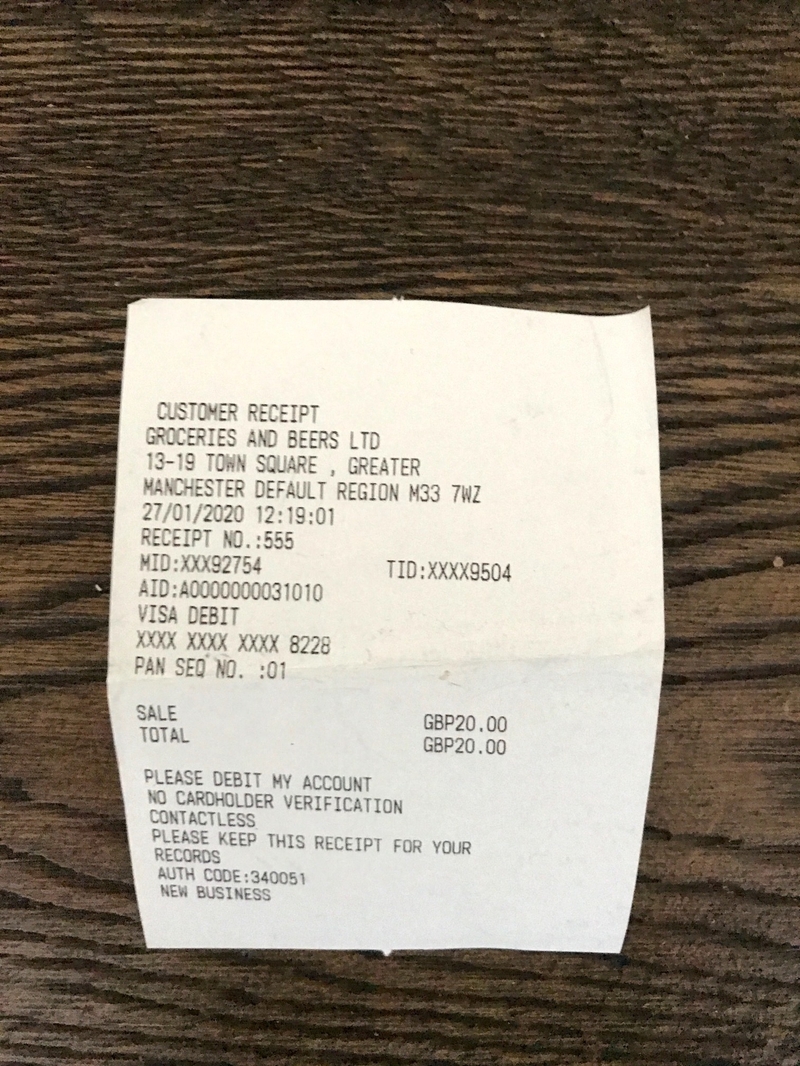 CUSTOMER RECEIPT
GROCERIES AND BEERS LTD
13-19 TOWN SQUARE , GREATER
MANCHESTER DEFAULT REGION M33 7WZ
27/01/2020 12:19:01
RECEIPT NO.:555
MID:XXX92754 TID:XXXX9504
AID:A0000000031010
VISA DEBIT
XXXX XXXX XXXX 8228
PAN SEQ NO. :01
SALE GBP20.00
TOTAL GBP20.00
PLEASE DEBIT MY ACCOUNT
NO CARDHOLDER VERIFICATION
CONTACTLESS
PLEASE KEEP THIS RECEIPT FOR YOUR
RECORDS
AUTH CODE:340051
NEW BUSINESS